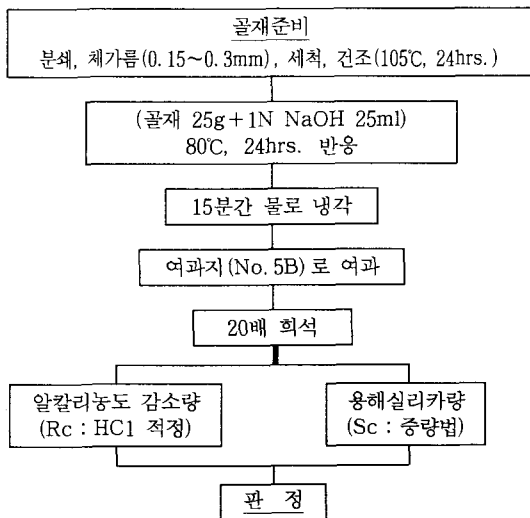 골재준비
분쇄, 체가름(0.15~0.3mm), 세척, 건조(105℃, 24hrs.)
(골재 25g+1N NaOH 25ml)
80℃, 24hrs. 반응
15분간 물로 냉각
여과지(No. 5B)로 여과
20배 희석
알칼리농도 감소량
(Rc : HC1 적정)
용해실리카량
(Sc : 중량법)
판 정